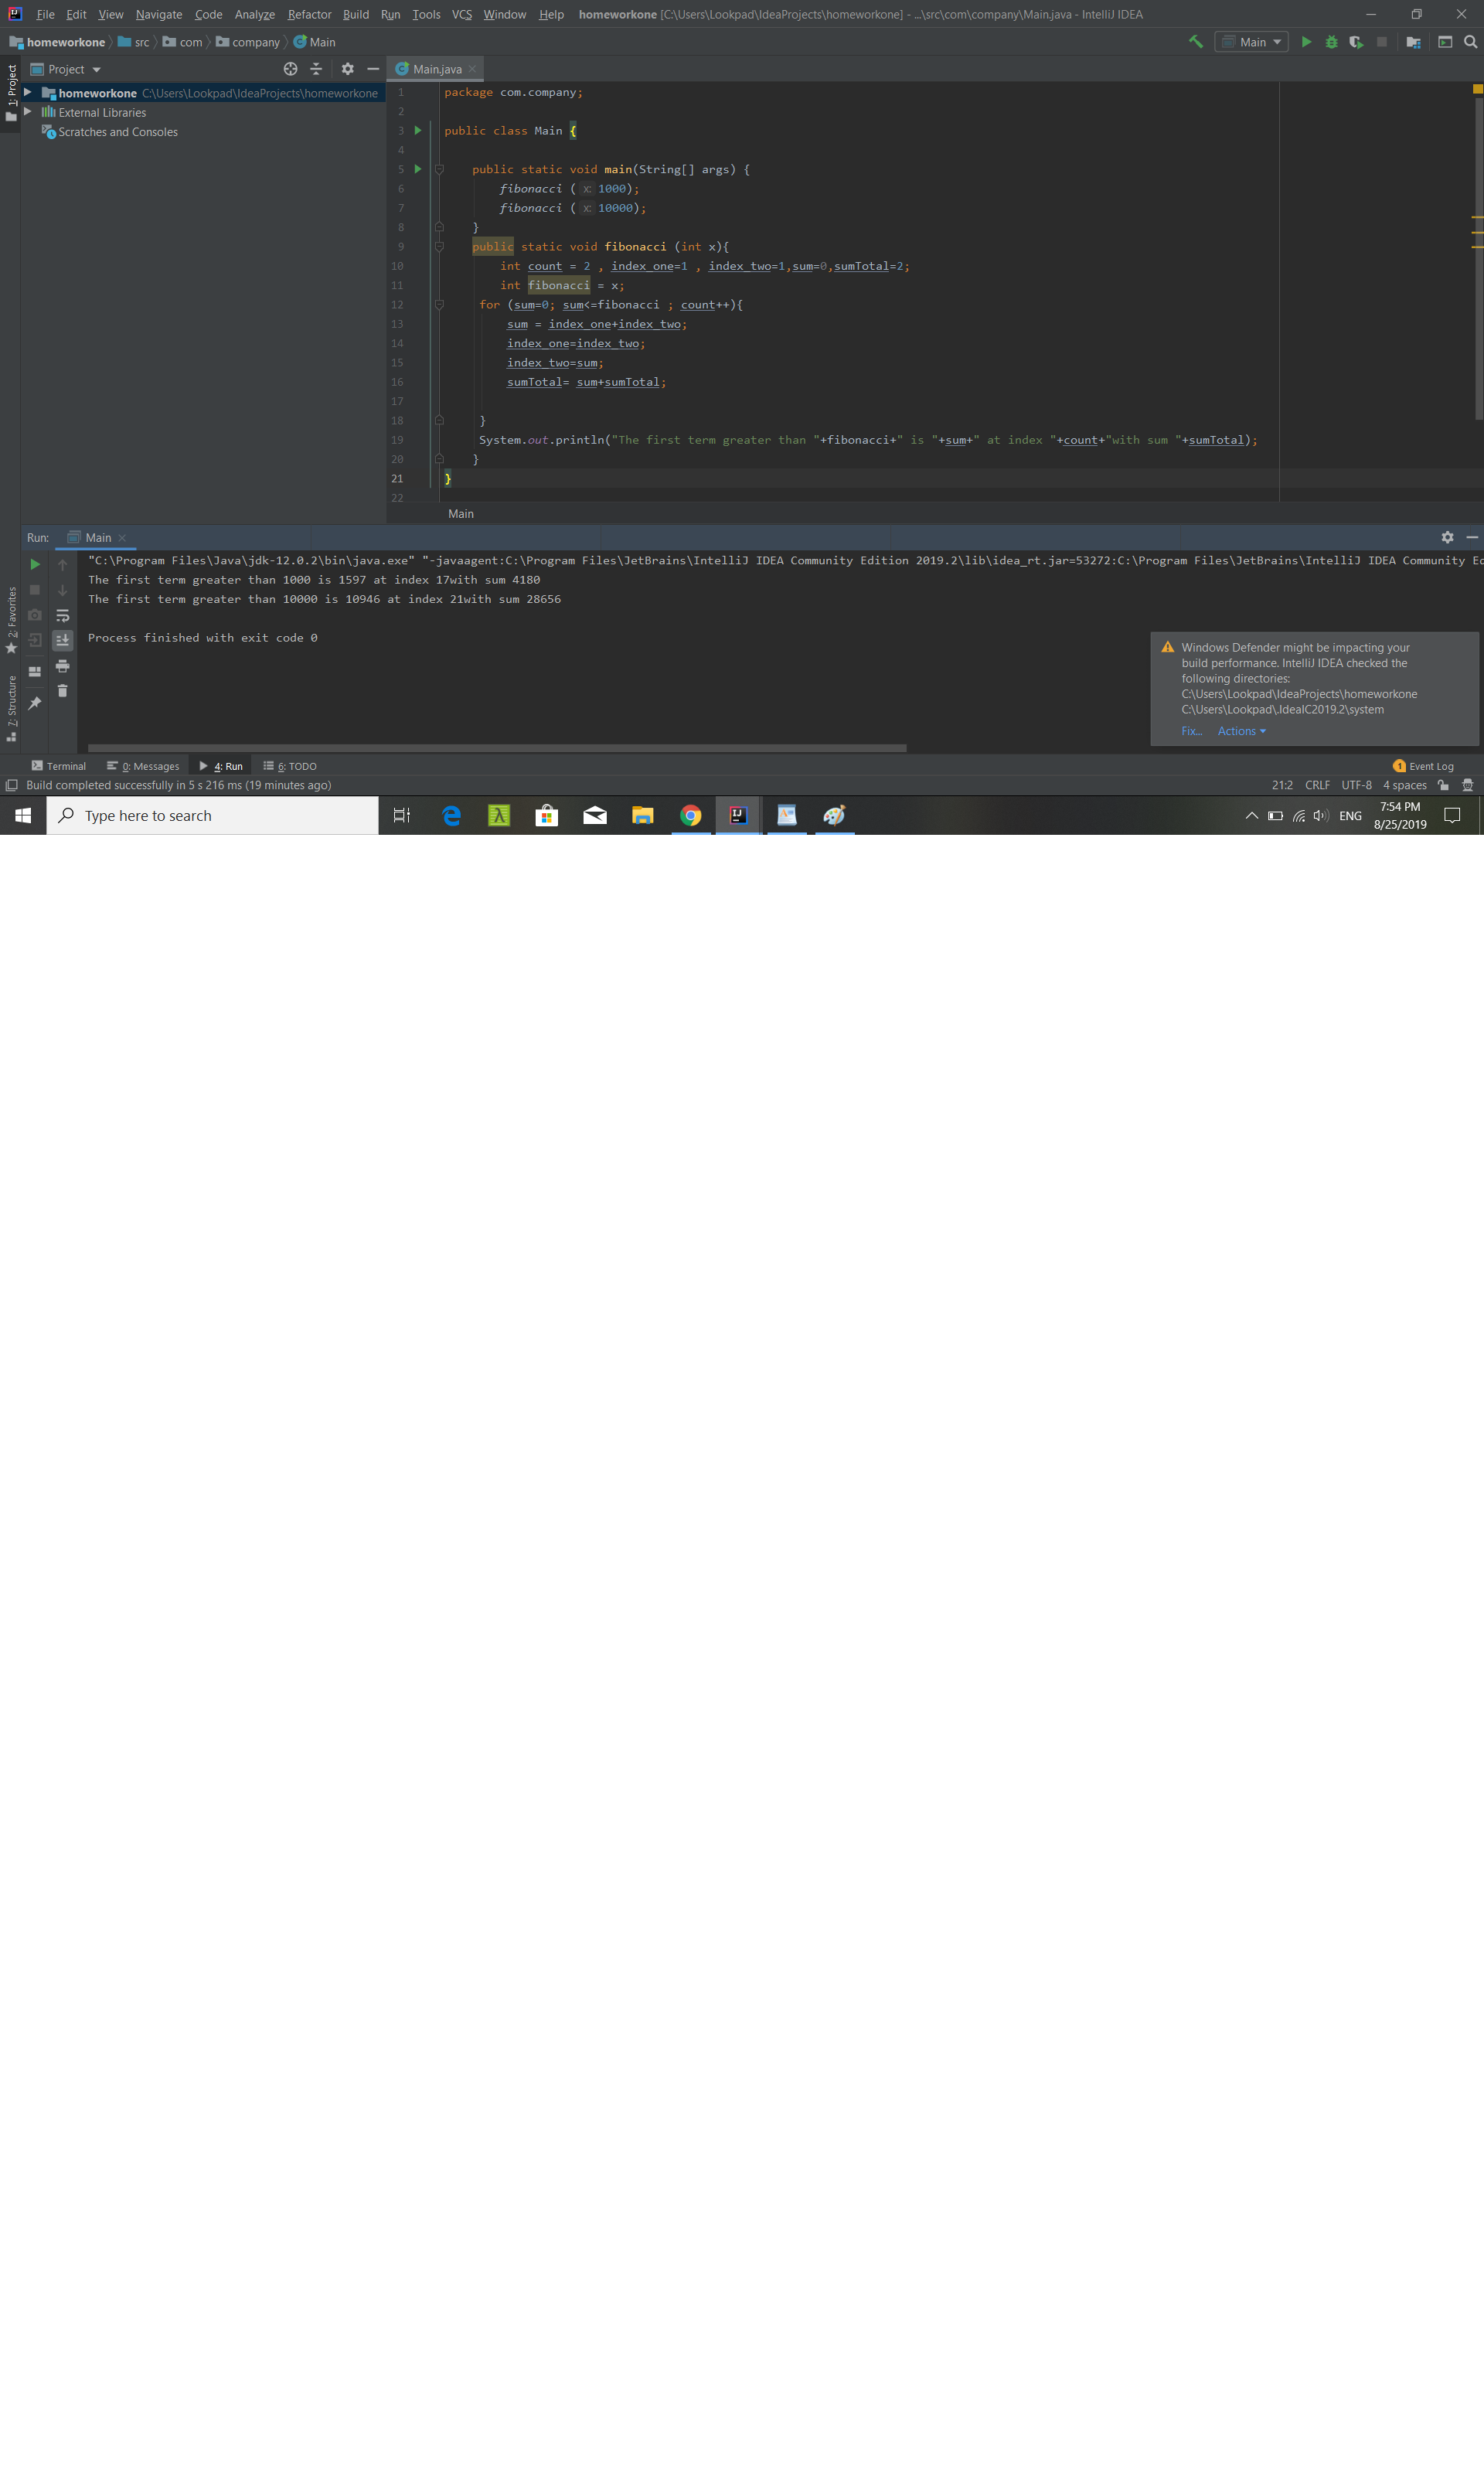 File Edit View Navigate Code Analyze Refactor Build Run Tools VCS Window Help homeworkone [C:\Users\Lookpad\IdeaProjects\homeworkone] - ...\src\com\company\Main.java - IntelliJ IDEA
homeworkone src com company Main Main
1: Project
Project
homeworkone C:\Users\Lookpad\IdeaProjects\homeworkone
External Libraries
Scratches and Consoles
Main.java
1 package com.company;
2
3 public class Main {
4
5 public static void main(String[] args) {
6 fibonacci ( x: 1000);
7 fibonacci ( x: 10000);
8 }
9 public static void fibonacci (int x){
10 int count = 2 , index_one=1 , index_two=1,sum=0,sumTotal=2;
11 int fibonacci = x;
12 for (sum=0; sum<=fibonacci ; count++){
13 sum = index_one+index_two;
14 index_one=index_two;
15 index_two=sum;
16 sumTotal= sum+sumTotal;
17
18 }
19 System.out.println("The first term greater than "+fibonacci+" is "+sum+" at index "+count+"with sum "+sumTotal);
20 }
21 }
22
Main
Run: Main
"C:\Program Files\Java\jdk-12.0.2\bin\java.exe" "-javaagent:C:\Program Files\JetBrains\IntelliJ IDEA Community Edition 2019.2\lib\idea_rt.jar=53272:C:\Program Files\JetBrains\IntelliJ IDEA Community Ed
The first term greater than 1000 is 1597 at index 17with sum 4180
The first term greater than 10000 is 10946 at index 21with sum 28656
Process finished with exit code 0
2: Favorites
7: Structure
Windows Defender might be impacting your
build performance. IntelliJ IDEA checked the
following directories:
C:\Users\Lookpad\IdeaProjects\homeworkone
C:\Users\Lookpad\.IdeaIC2019.2\system
Fix... Actions
Terminal 0: Messages 4: Run 6: TODO 1 Event Log
Build completed successfully in 5 s 216 ms (19 minutes ago) 21:2 CRLF UTF-8 4 spaces
Type here to search ENG 7:54 PM
8/25/2019